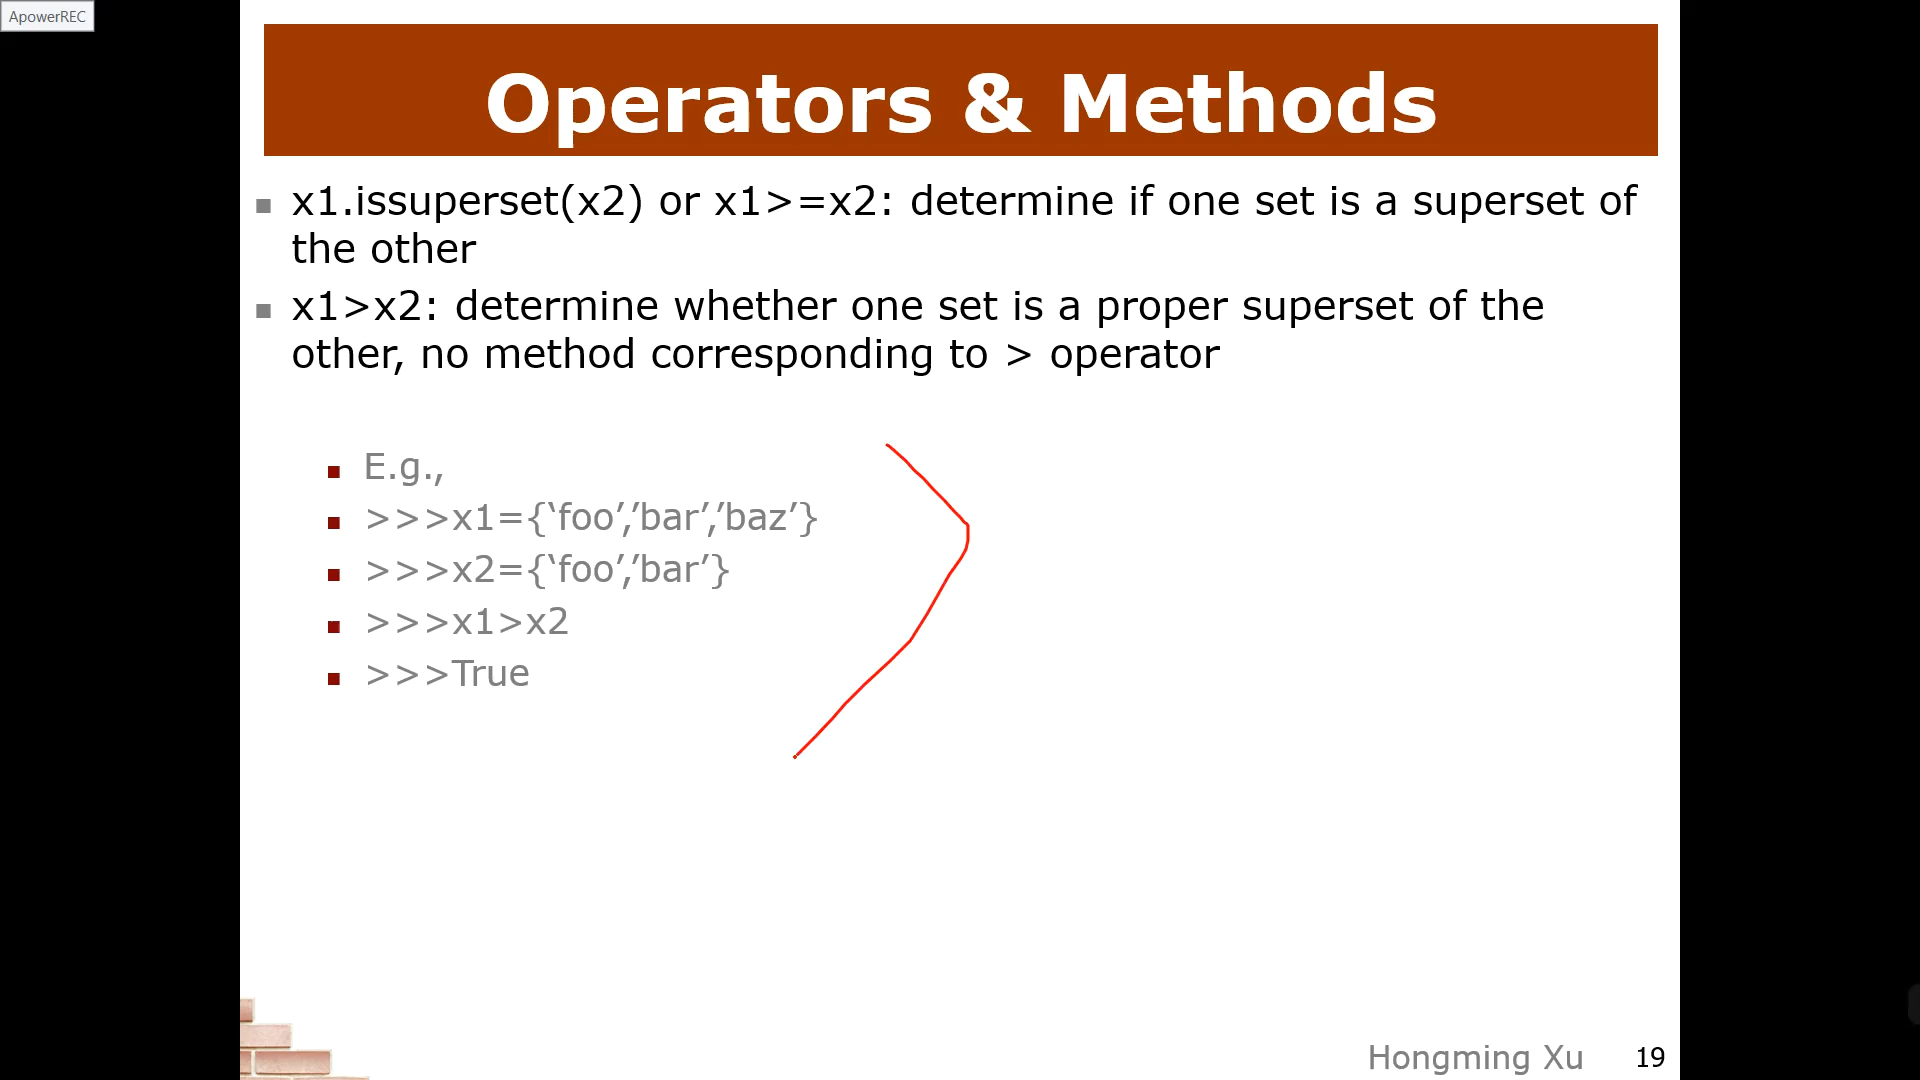 ApowerREC
Operators & Methods
x1.issuperset(x2) or x1>=x2: determine if one set is a superset of
the other
x1>x2: determine whether one set is a proper superset of the
other, no method corresponding to > operator
E.g.,
>>>x1={‘foo’,’bar’,’baz’}
>>>x2={‘foo’,’bar’}
>>>x1>x2
>>>True
Hongming Xu 19